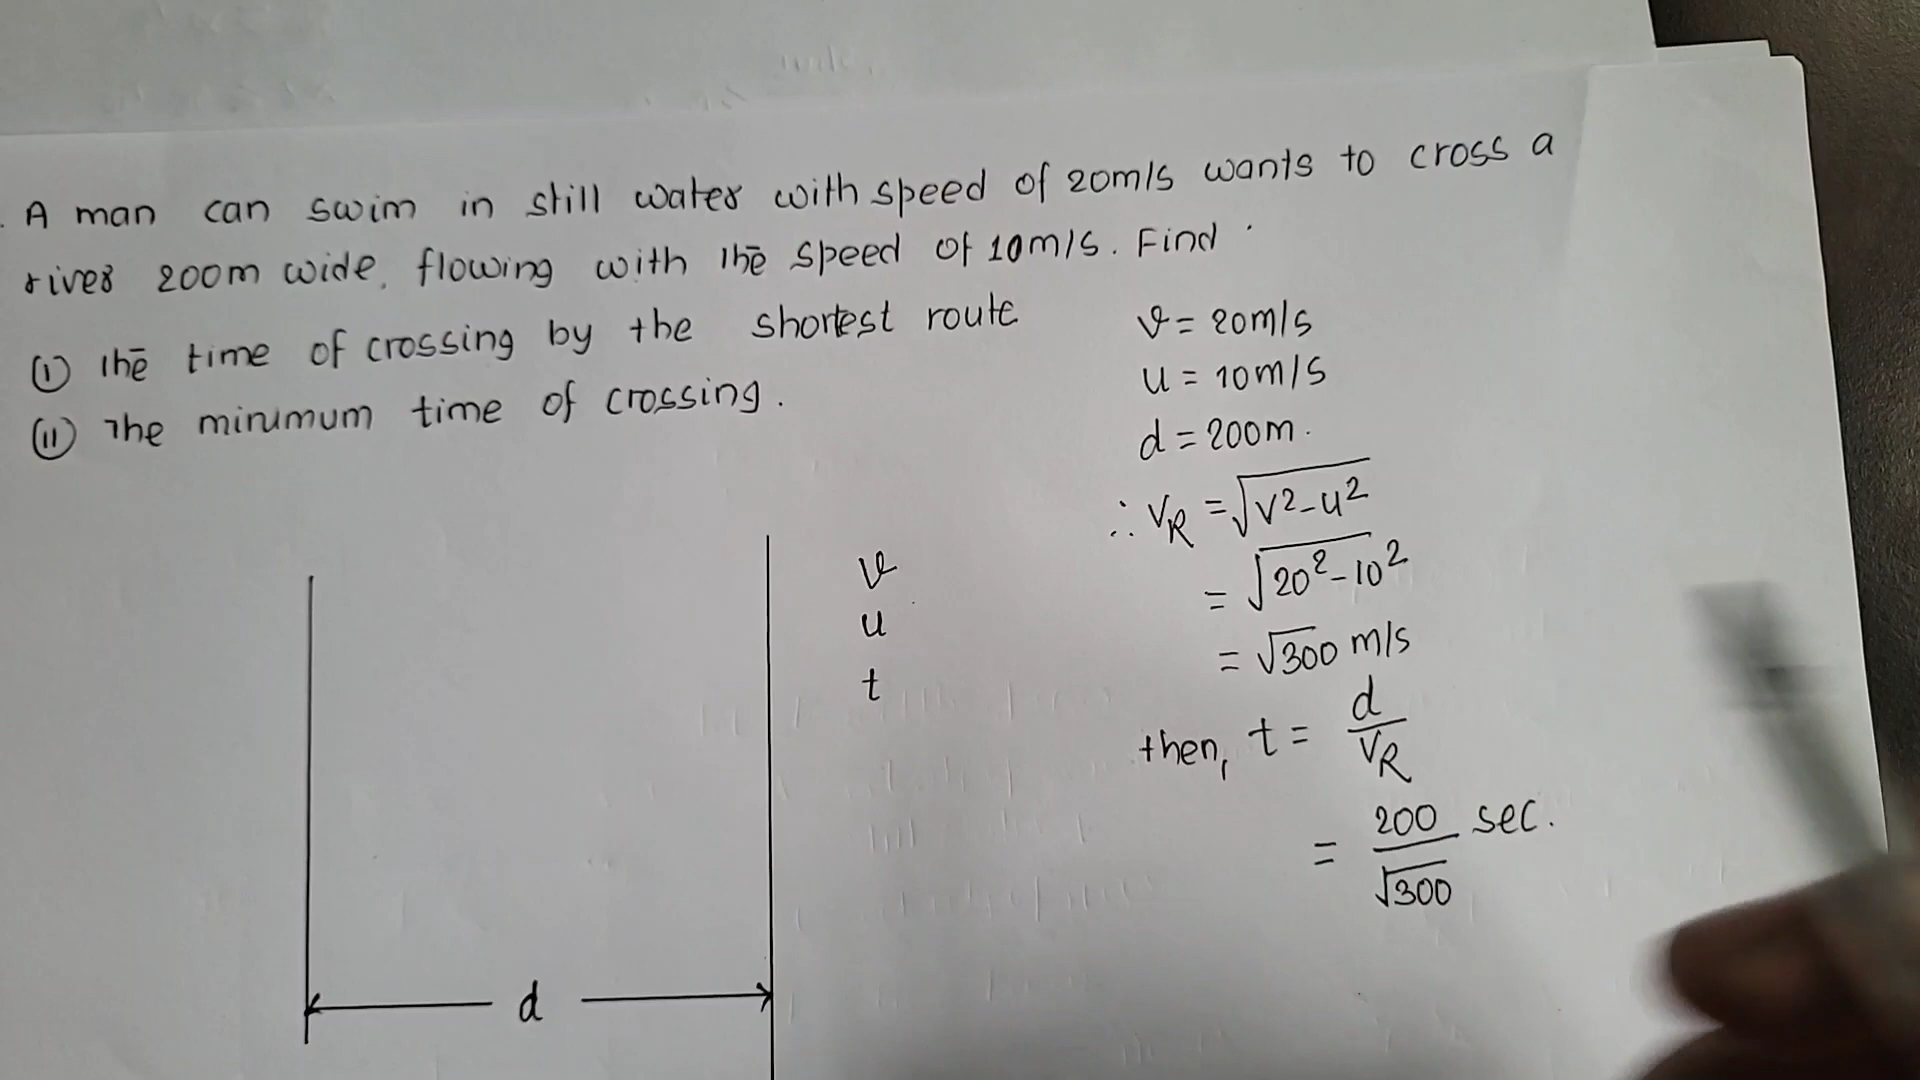 A man can swim in still water with speed of 20m/s wants to cross a
river 200m wide, flowing with the speed of 10m/s. Find
(i) The time of crossing by the shortest route
(ii) The minimum time of crossing.
v = 20m/s
u = 10m/s
d = 200m.
∴ VR = √V²-u²
= √20²-10²
= √300 m/s
then, t = d/VR
= 200/√300 sec.
v
u
t
d